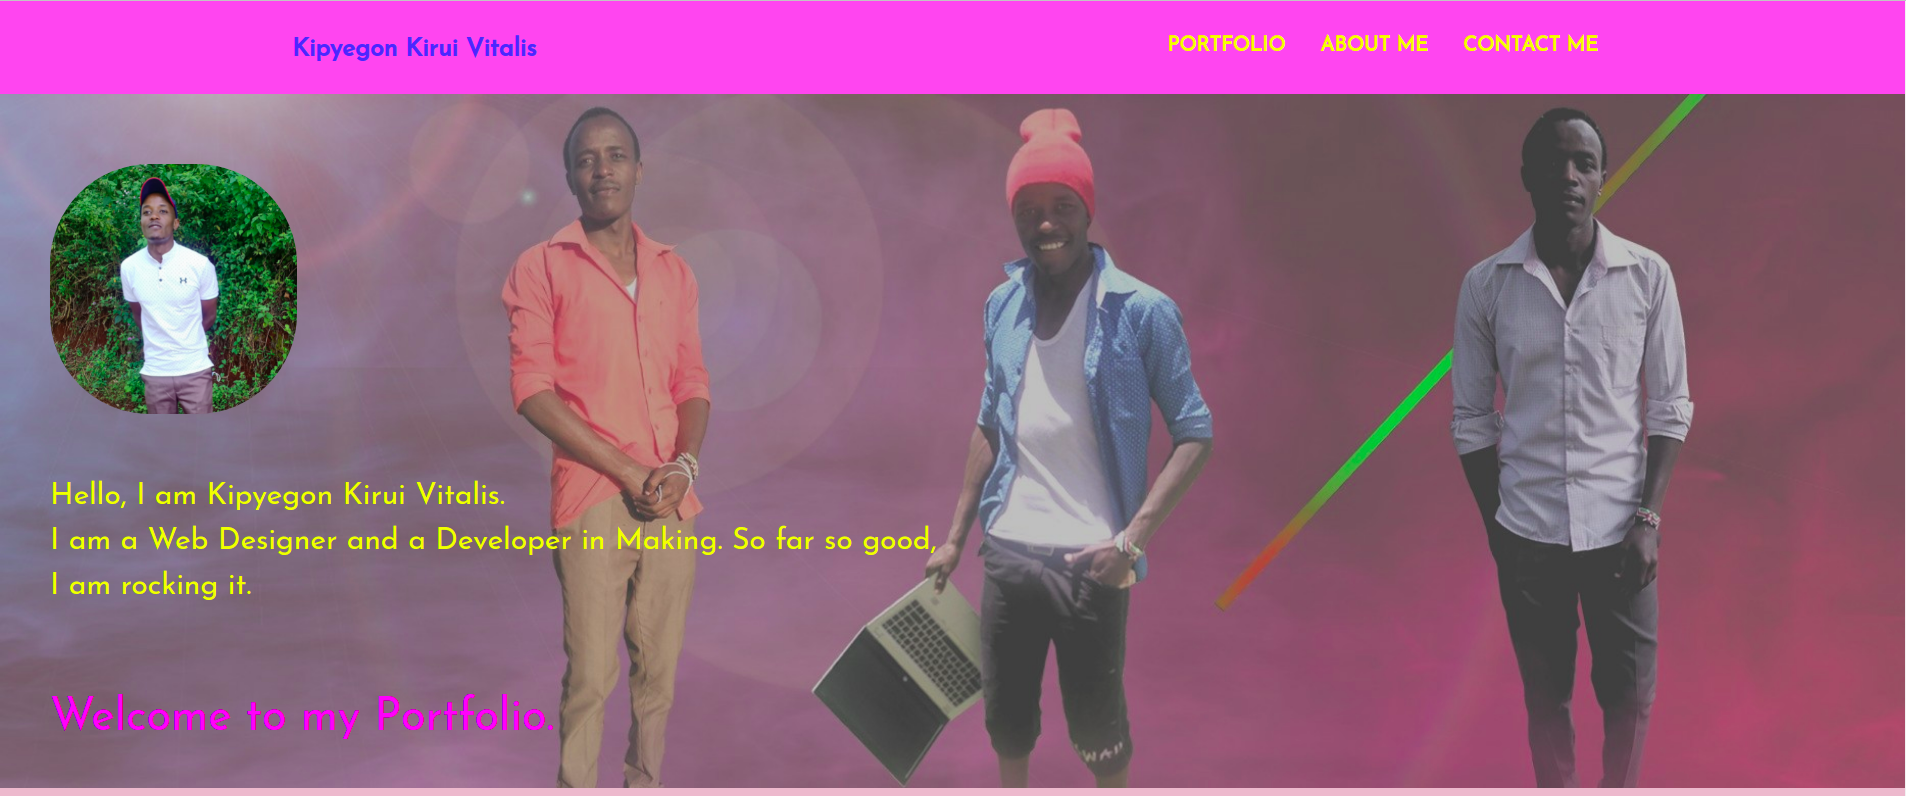 Kipyegon Kirui Vitalis
PORTFOLIO ABOUT ME CONTACT ME
Hello, I am Kipyegon Kirui Vitalis.
I am a Web Designer and a Developer in Making. So far so good,
I am rocking it.
Welcome to my Portfolio.